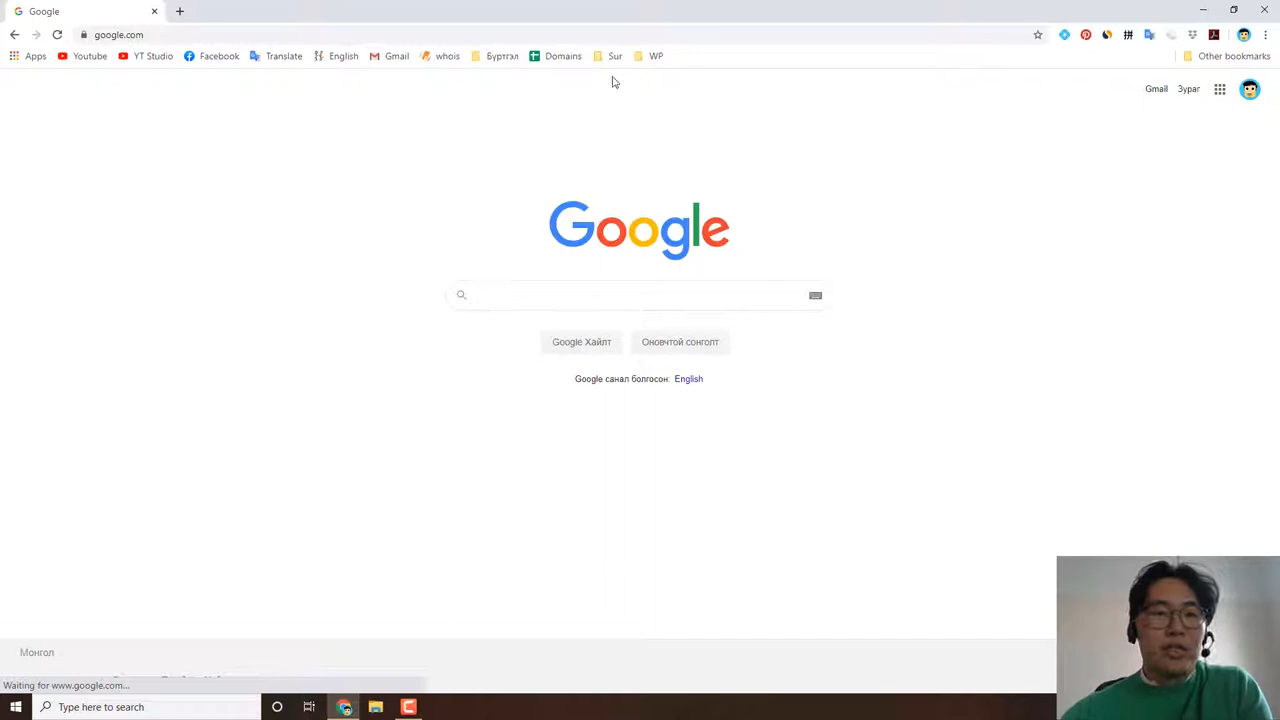 Google
google.com
Apps Youtube YT Studio Facebook Translate English Gmail whois Бүртгэл Domains Sur WP Other bookmarks
Gmail Зураг
Google
Google Хайлт Оновчтой сонголт
Google санал болгосон: English
Монгол
Waiting for www.google.com...
Type here to search